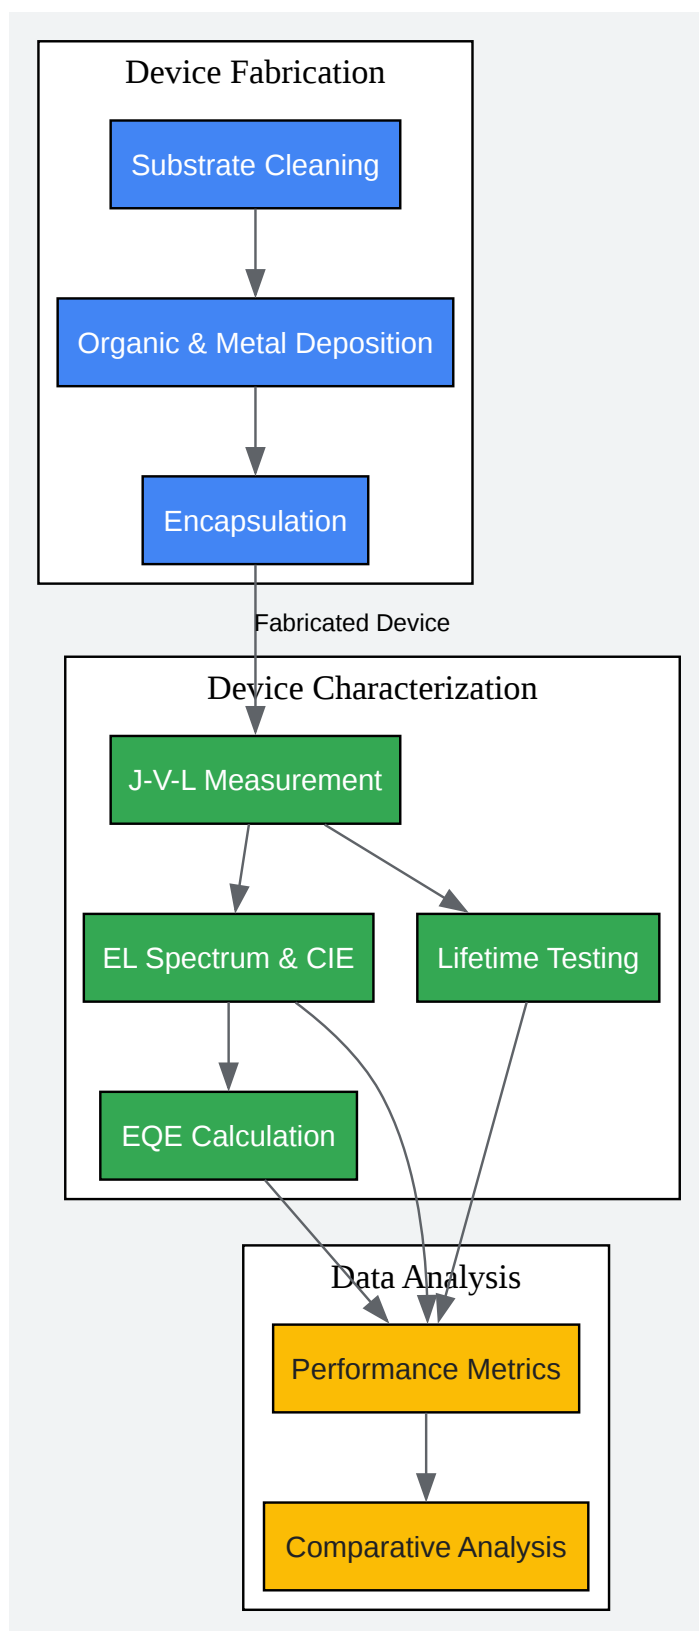 Device Fabrication
Substrate Cleaning
Organic & Metal Deposition
Encapsulation
Fabricated Device
Device Characterization
J-V-L Measurement
EL Spectrum & CIE
Lifetime Testing
EQE Calculation
Data Analysis
Performance Metrics
Comparative Analysis